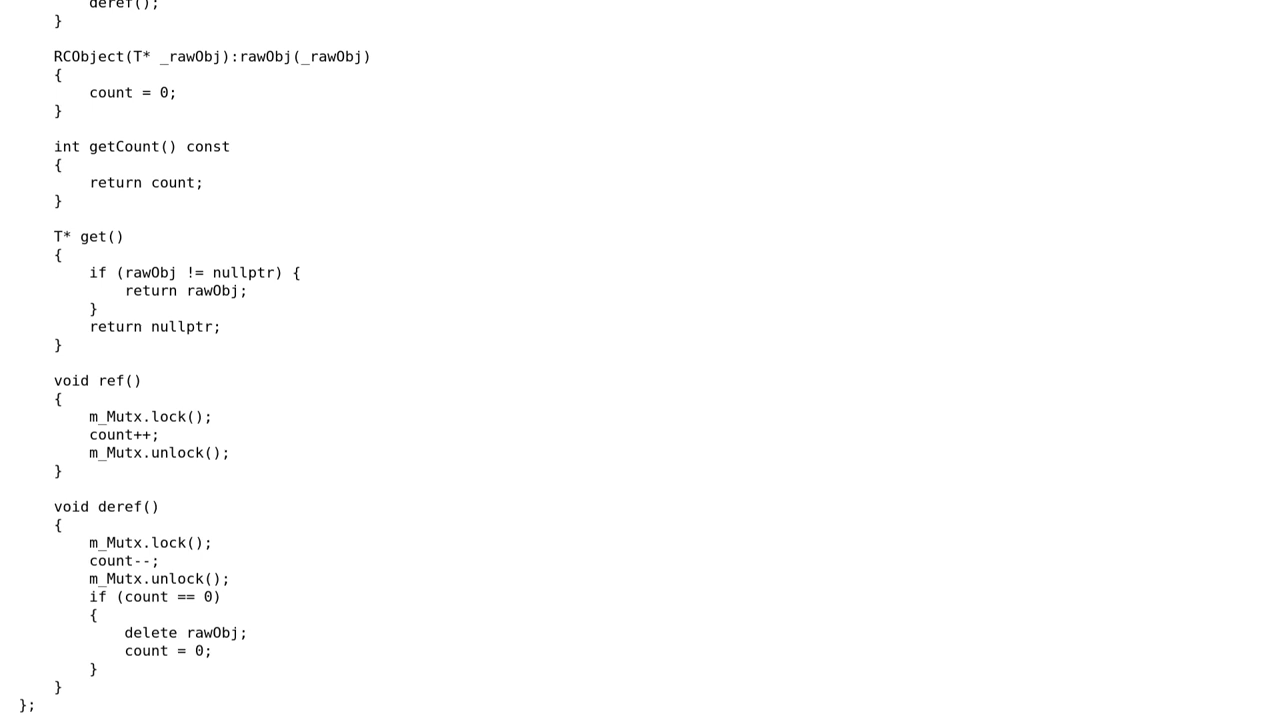 deref();
}
RCObject(T* _rawObj):rawObj(_rawObj)
{
count = 0;
}
int getCount() const
{
return count;
}
T* get()
{
if (rawObj != nullptr) {
return rawObj;
}
return nullptr;
}
void ref()
{
m_Mutx.lock();
count++;
m_Mutx.unlock();
}
void deref()
{
m_Mutx.lock();
count--;
m_Mutx.unlock();
if (count == 0)
{
delete rawObj;
count = 0;
}
}
};